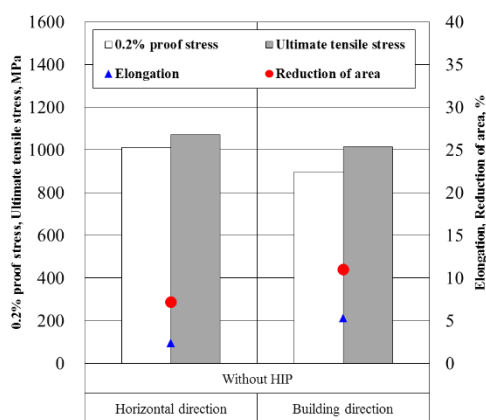 0.2% proof stress, Ultimate tensile stress, MPa
1600
1400
1200
1000
800
600
400
200
0
0.2% proof stress
Ultimate tensile stress
Elongation
Reduction of area
40
35
30
25
20
15
10
5
0
Elongation, Reduction of area, %
Without HIP
Horizontal direction
Building direction